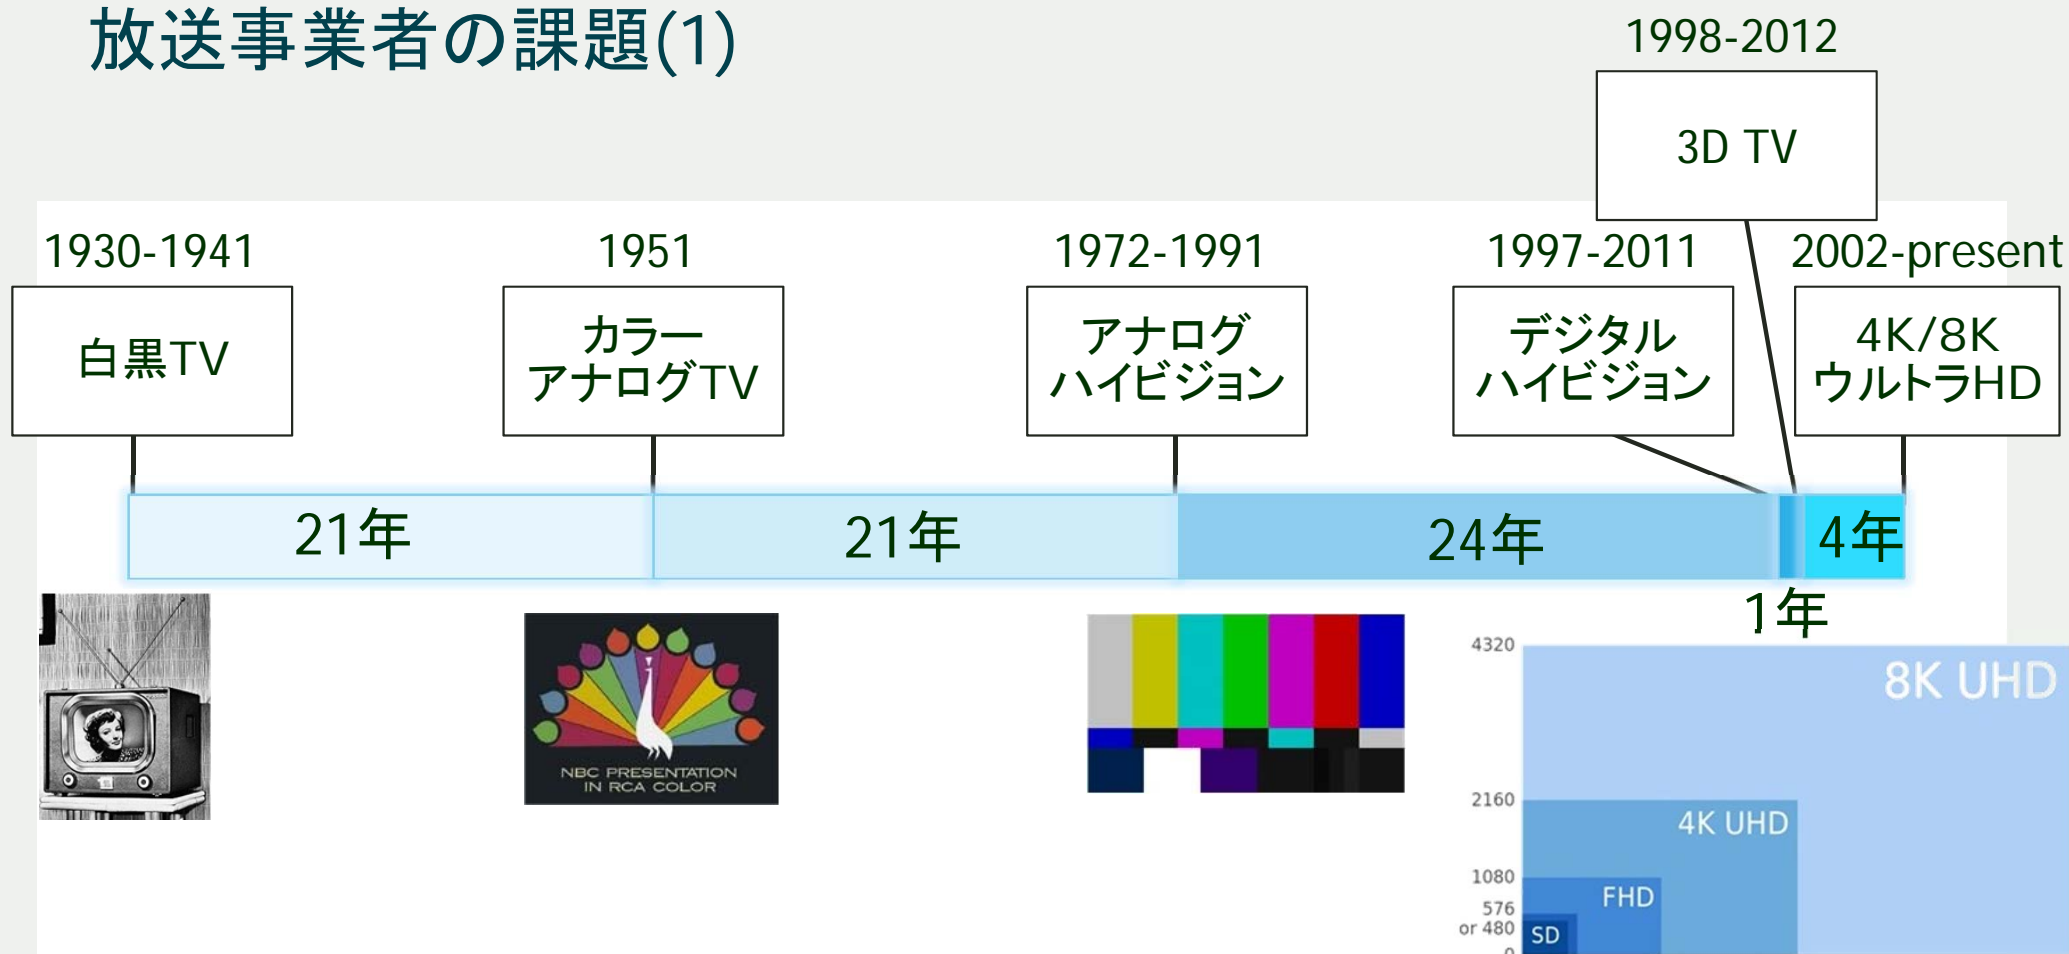 放送事業者の課題(1)
1998-2012
3D TV
1930-1941
1951
1972-1991
1997-2011
2002-present
白黒TV
カラー
アナログTV
アナログ
ハイビジョン
デジタル
ハイビジョン
4K/8K
ウルトラHD
21年
21年
24年
4年
1年
NBC PRESENTATION
IN RCA COLOR
4320
8K UHD
2160
4K UHD
1080
FHD
576
or 480
SD
0